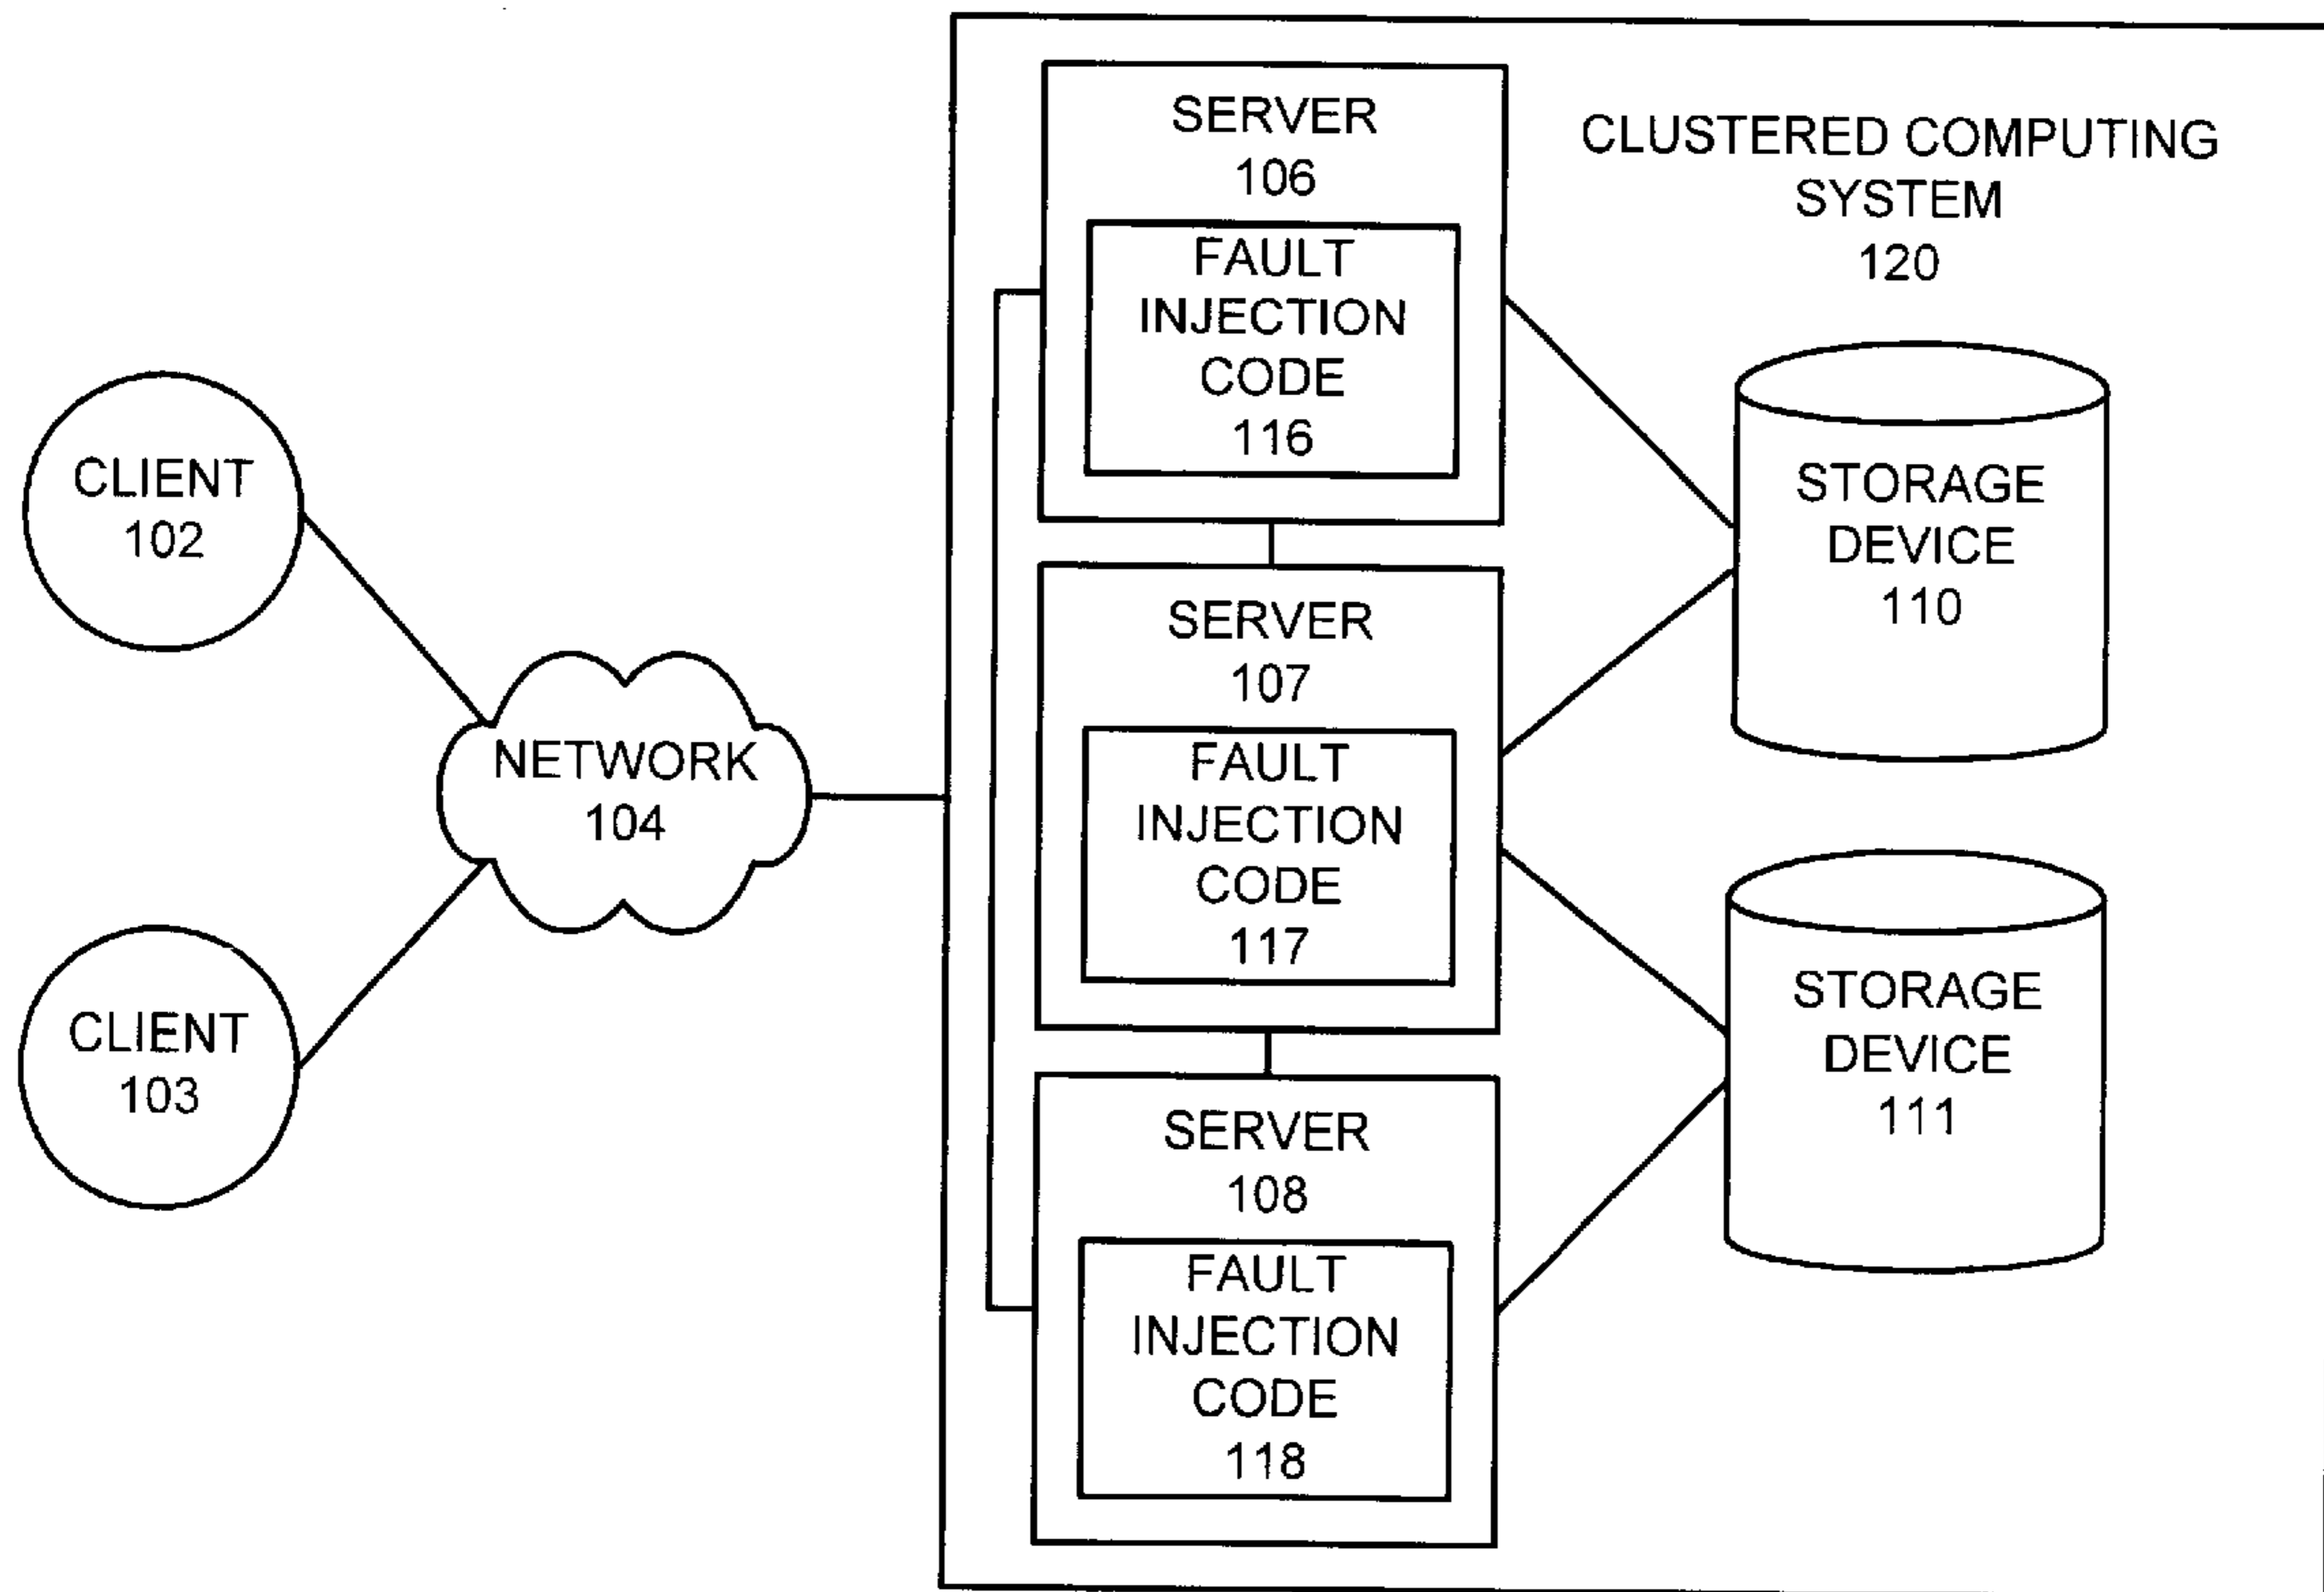 CLIENT
102
CLIENT
103
NETWORK
104
SERVER
106
FAULT
INJECTION
CODE
116
SERVER
107
FAULT
INJECTION
CODE
117
SERVER
108
FAULT
INJECTION
CODE
118
CLUSTERED COMPUTING
SYSTEM
120
STORAGE
DEVICE
110
STORAGE
DEVICE
111